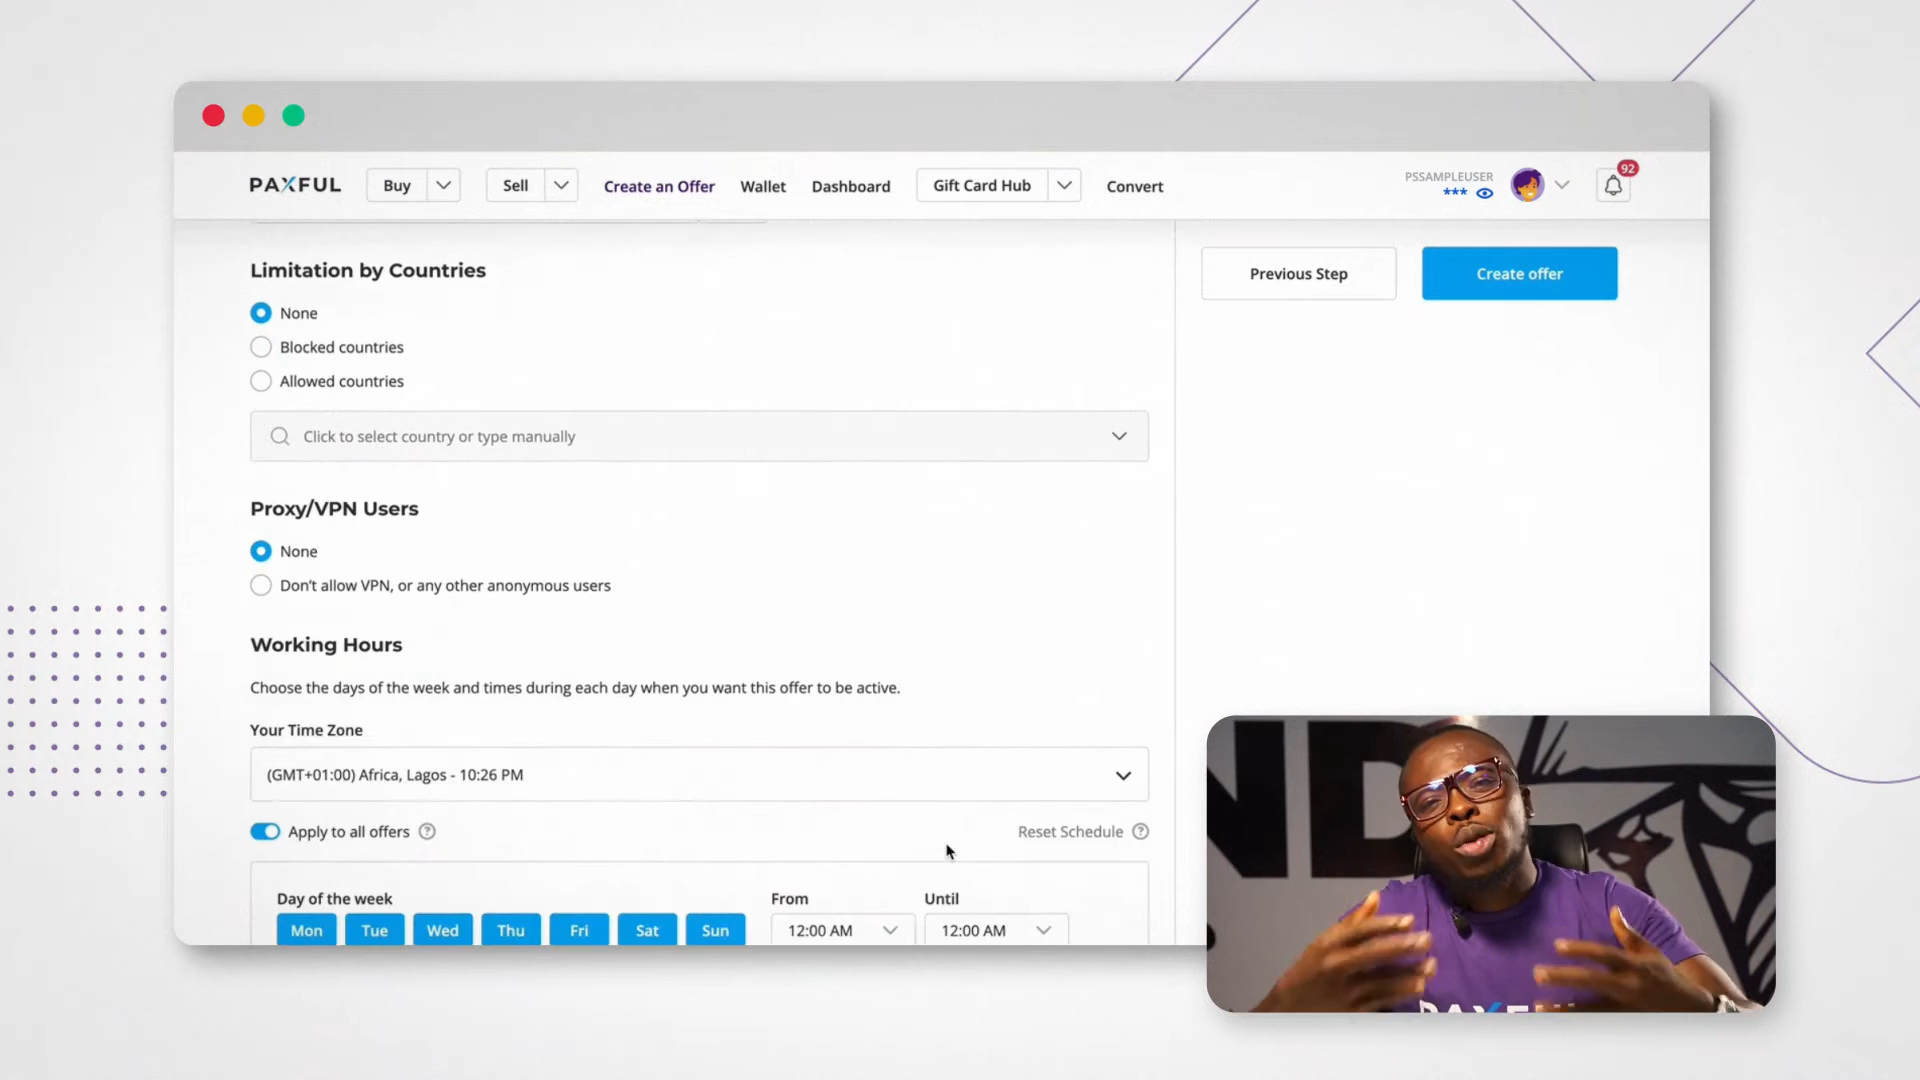 PAXFUL
Buy
Sell
Create an Offer
Wallet
Dashboard
Gift Card Hub
Convert
PSSAMPLEUSER
***
92
Limitation by Countries
None
Blocked countries
Allowed countries
Click to select country or type manually
Previous Step
Create offer
Proxy/VPN Users
None
Don't allow VPN, or any other anonymous users
Working Hours
Choose the days of the week and times during each day when you want this offer to be active.
Your Time Zone
(GMT+01:00) Africa, Lagos - 10:26 PM
Apply to all offers ?
Reset Schedule ?
Day of the week
From
Until
Mon Tue Wed Thu Fri Sat Sun
12:00 AM
12:00 AM